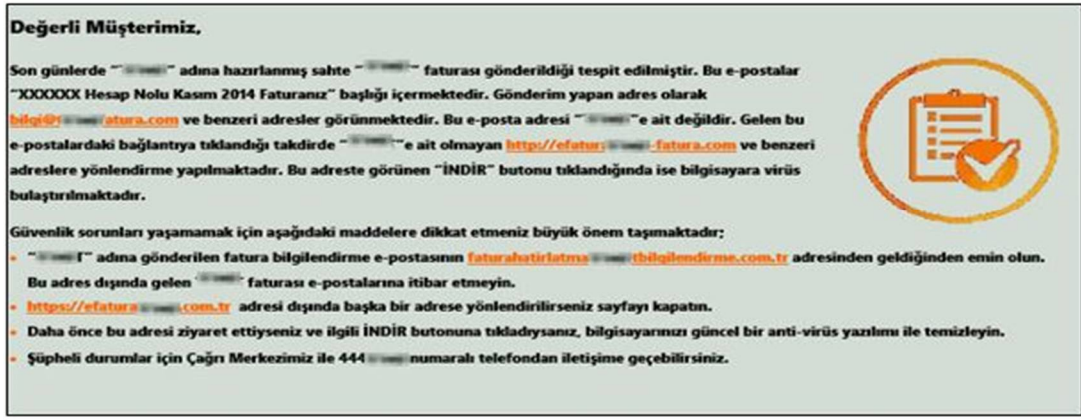 Değerli Müşterimiz,
Son günlerde "" adına hazırlanmış sahte "" faturası gönderildiği tespit edilmiştir. Bu e-postalar
"XXXXXX Hesap Nolu Kasım 2014 Faturanız" başlığı içermektedir. Gönderim yapan adres olarak
bilgi@ atura.com ve benzeri adresler görünmektedir. Bu e-posta adresi ""e ait değildir. Gelen bu
e-postalardaki bağlantıya tıklandığı takdirde ""e ait olmayan http://efatur -fatura.com ve benzeri
adreslere yönlendirme yapılmaktadır. Bu adreste görünen "İNDİR" butonu tıklandığında ise bilgisayara virüs
bulaştırılmaktadır.
Güvenlik sorunları yaşamamak için aşağıdaki maddelere dikkat etmeniz büyük önem taşımaktadır;
• "" adına gönderilen fatura bilgilendirme e-postasının faturahatirlatma tbilgilendirme.com.tr adresinden geldiğinden emin olun.
Bu adres dışında gelen faturası e-postalarına itibar etmeyin.
• https://efatura .com.tr adresi dışında başka bir adrese yönlendirilirseniz sayfayı kapatın.
• Daha önce bu adresi ziyaret ettiyseniz ve ilgili İNDİR butonuna tıkladıysanız, bilgisayarınızı güncel bir anti-virüs yazılımı ile temizleyin.
• Şüpheli durumlar için Çağrı Merkezimiz ile 444 numaralı telefondan iletişime geçebilirsiniz.